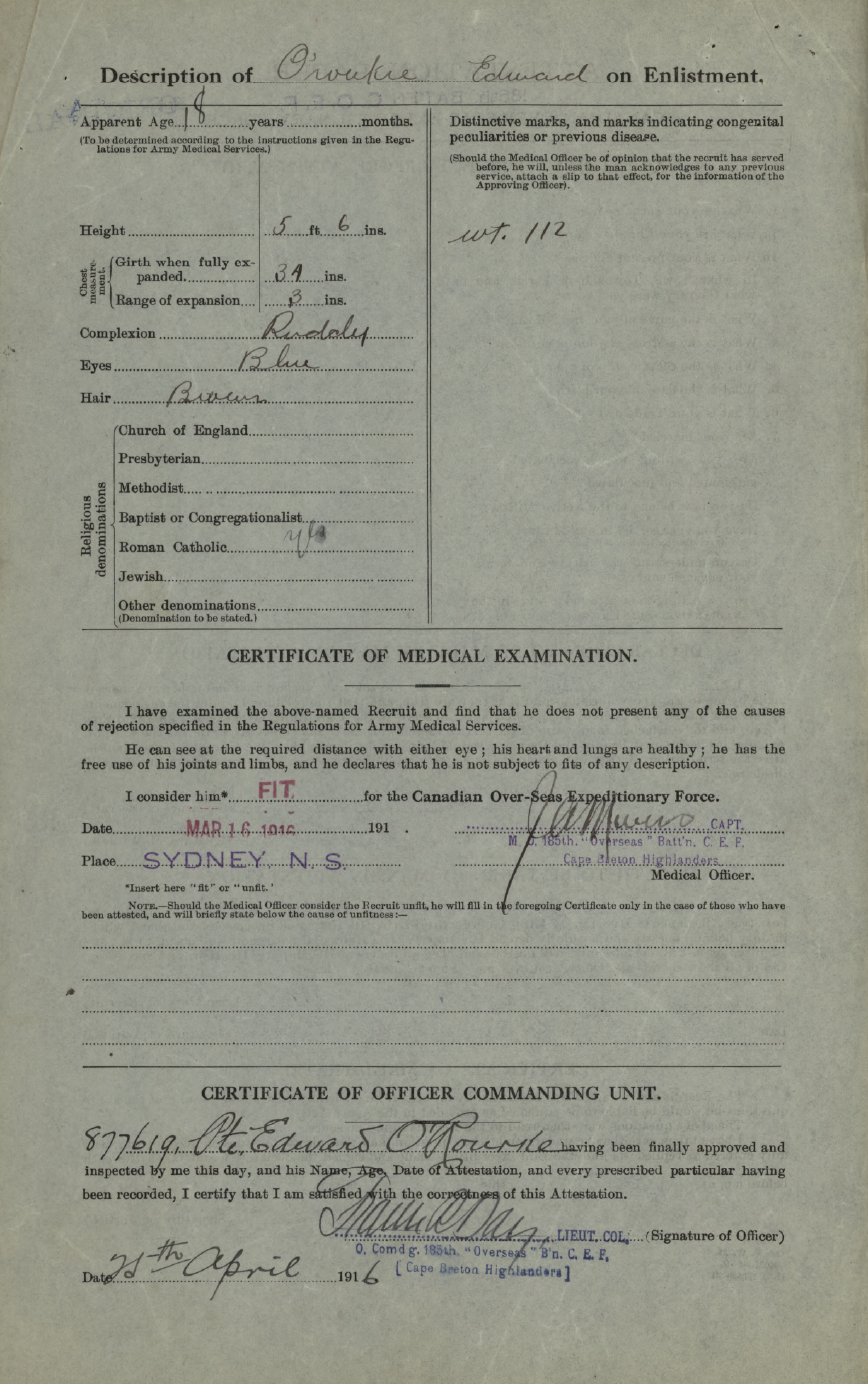 Description of O'rourke Edward on Enlistment.
Apparent Age 18 years months.
(To be determined according to the instructions given in the Regu-
lations for Army Medical Services.)
Height 5 ft. 6 ins.
Chest measure-ment.
Girth when fully ex-
panded 34 ins.
Range of expansion 3 ins.
Complexion Ruddy
Eyes Blue
Hair Brown
Religious denominations
Church of England
Presbyterian
Methodist
Baptist or Congregationalist
Roman Catholic yes
Jewish
Other denominations
(Denomination to be stated.)
Distinctive marks, and marks indicating congenital
peculiarities or previous disease.
(Should the Medical Officer be of opinion that the recruit has served
before, he will, unless the man acknowledges to any previous
service, attach a slip to that effect, for the information of the
Approving Officer).
wt. 112
CERTIFICATE OF MEDICAL EXAMINATION.
I have examined the above-named Recruit and find that he does not present any of the causes
of rejection specified in the Regulations for Army Medical Services.
He can see at the required distance with either eye ; his heart and lungs are healthy ; he has the
free use of his joints and limbs, and he declares that he is not subject to fits of any description.
I consider him* FIT for the Canadian Over-Seas Expeditionary Force.
Date MAR 16 1916 191 . CAPT.
M. O. 185th. "Overseas" Batt'n. C. E. F.
Place SYDNEY, N. S. Cape Breton Highlanders
Medical Officer.
*Insert here "fit" or "unfit.'
NOTE.—Should the Medical Officer consider the Recruit unfit, he will fill in the foregoing Certificate only in the case of those who have
been attested, and will briefly state below the cause of unfitness:—
CERTIFICATE OF OFFICER COMMANDING UNIT.
877619. Pte. Edward O'Rourke having been finally approved and
inspected by me this day, and his Name, Age, Date of Attestation, and every prescribed particular having
been recorded, I certify that I am satisfied with the correctness of this Attestation.
Day, LIEUT. COL. (Signature of Officer)
O. Comdg. 185th. "Overseas" B'n. C. E. F.
[Cape Breton Highlanders]
Date 25th April 1916